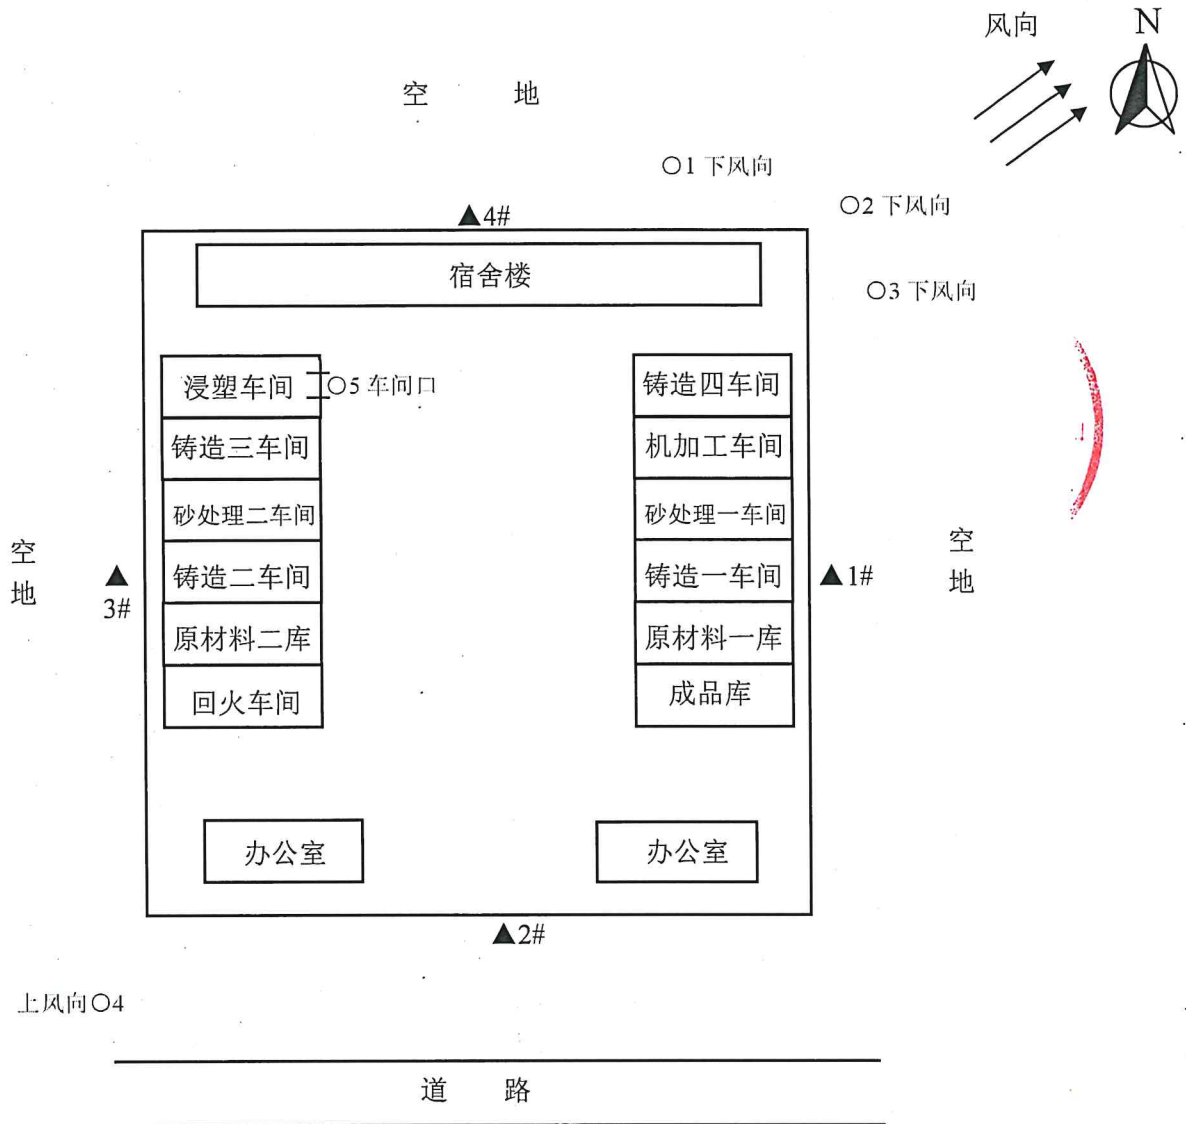 风向
N
空 地
○1 下风向
○2 下风向
▲4#
宿舍楼
○3 下风向
浸塑车间
○5 车间口
铸造四车间
铸造三车间
机加工车间
砂处理二车间
砂处理一车间
空地
▲
3#
铸造二车间
铸造一车间
▲1#
空地
原材料二库
原材料一库
回火车间
成品库
办公室
办公室
▲2#
上风向○4
道 路